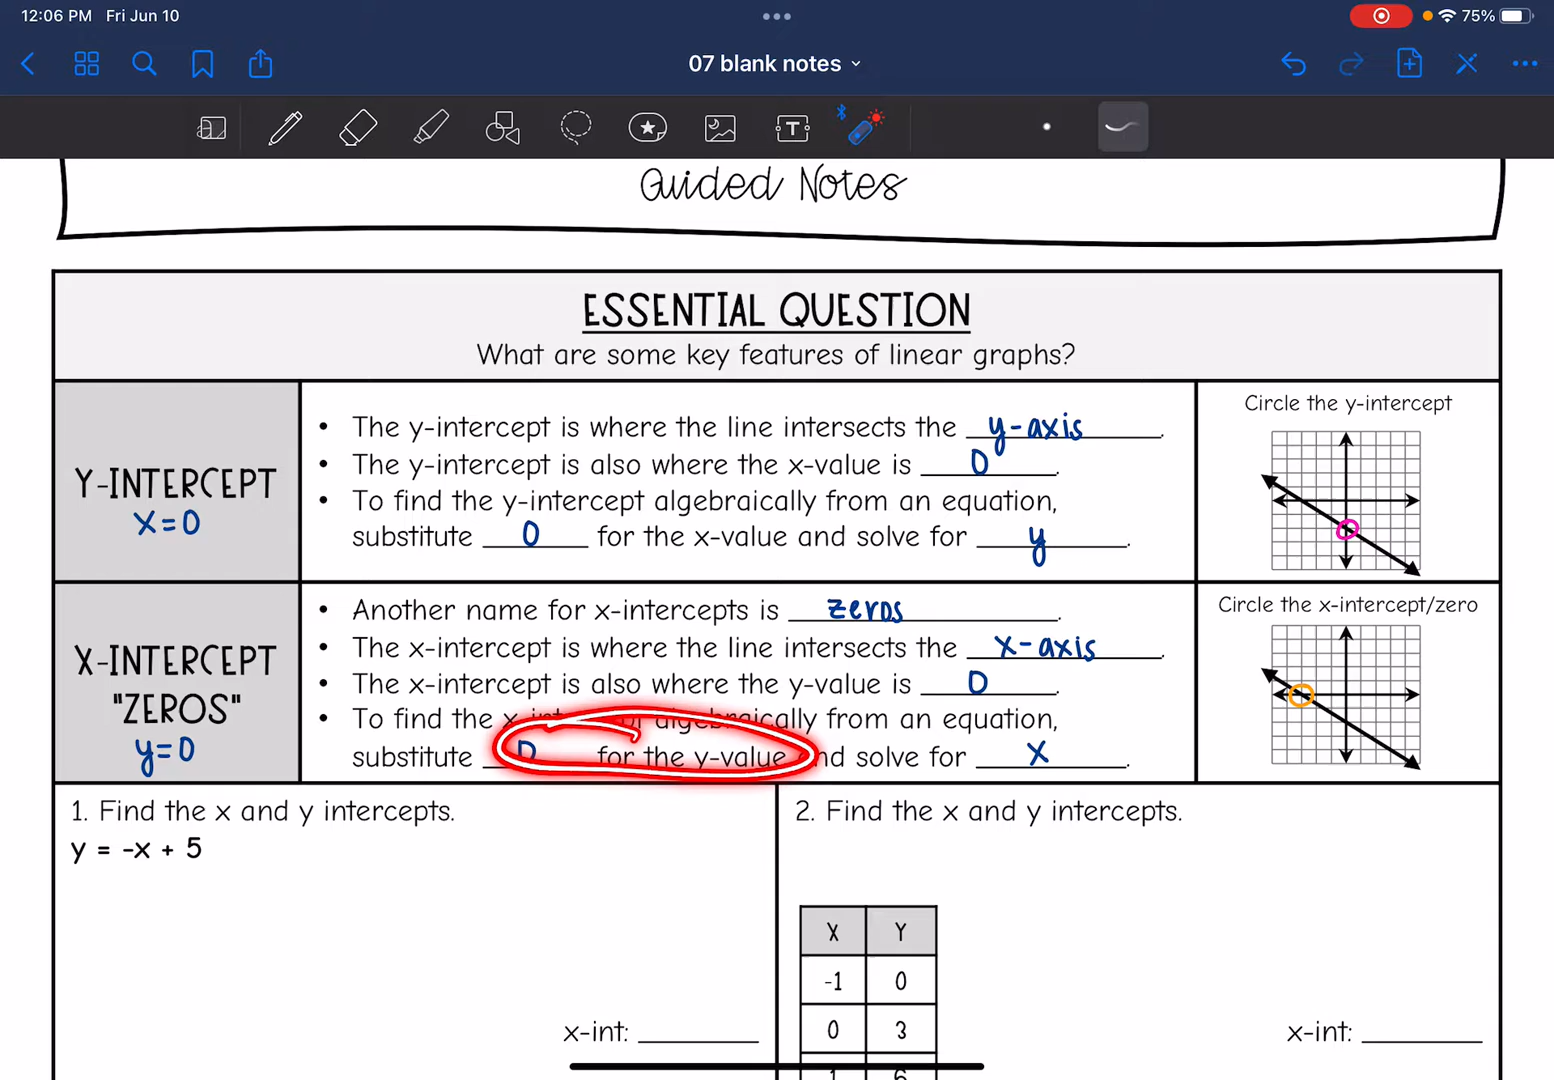 12:06 PM Fri Jun 10
75%
07 blank notes
T
Guided Notes
ESSENTIAL QUESTION
What are some key features of linear graphs?
Y-INTERCEPT
x=0
• The y-intercept is where the line intersects the y-axis.
• The y-intercept is also where the x-value is 0.
• To find the y-intercept algebraically from an equation,
substitute 0 for the x-value and solve for y.
Circle the y-intercept
X-INTERCEPT
"ZEROS"
y=0
• Another name for x-intercepts is zeros.
• The x-intercept is where the line intersects the x-axis.
• The x-intercept is also where the y-value is 0.
• To find the x-intercept algebraically from an equation,
substitute 0 for the y-value and solve for x.
Circle the x-intercept/zero
1. Find the x and y intercepts.
y = -x + 5
x-int:
2. Find the x and y intercepts.
X Y
-1 0
0 3
1 6
x-int: